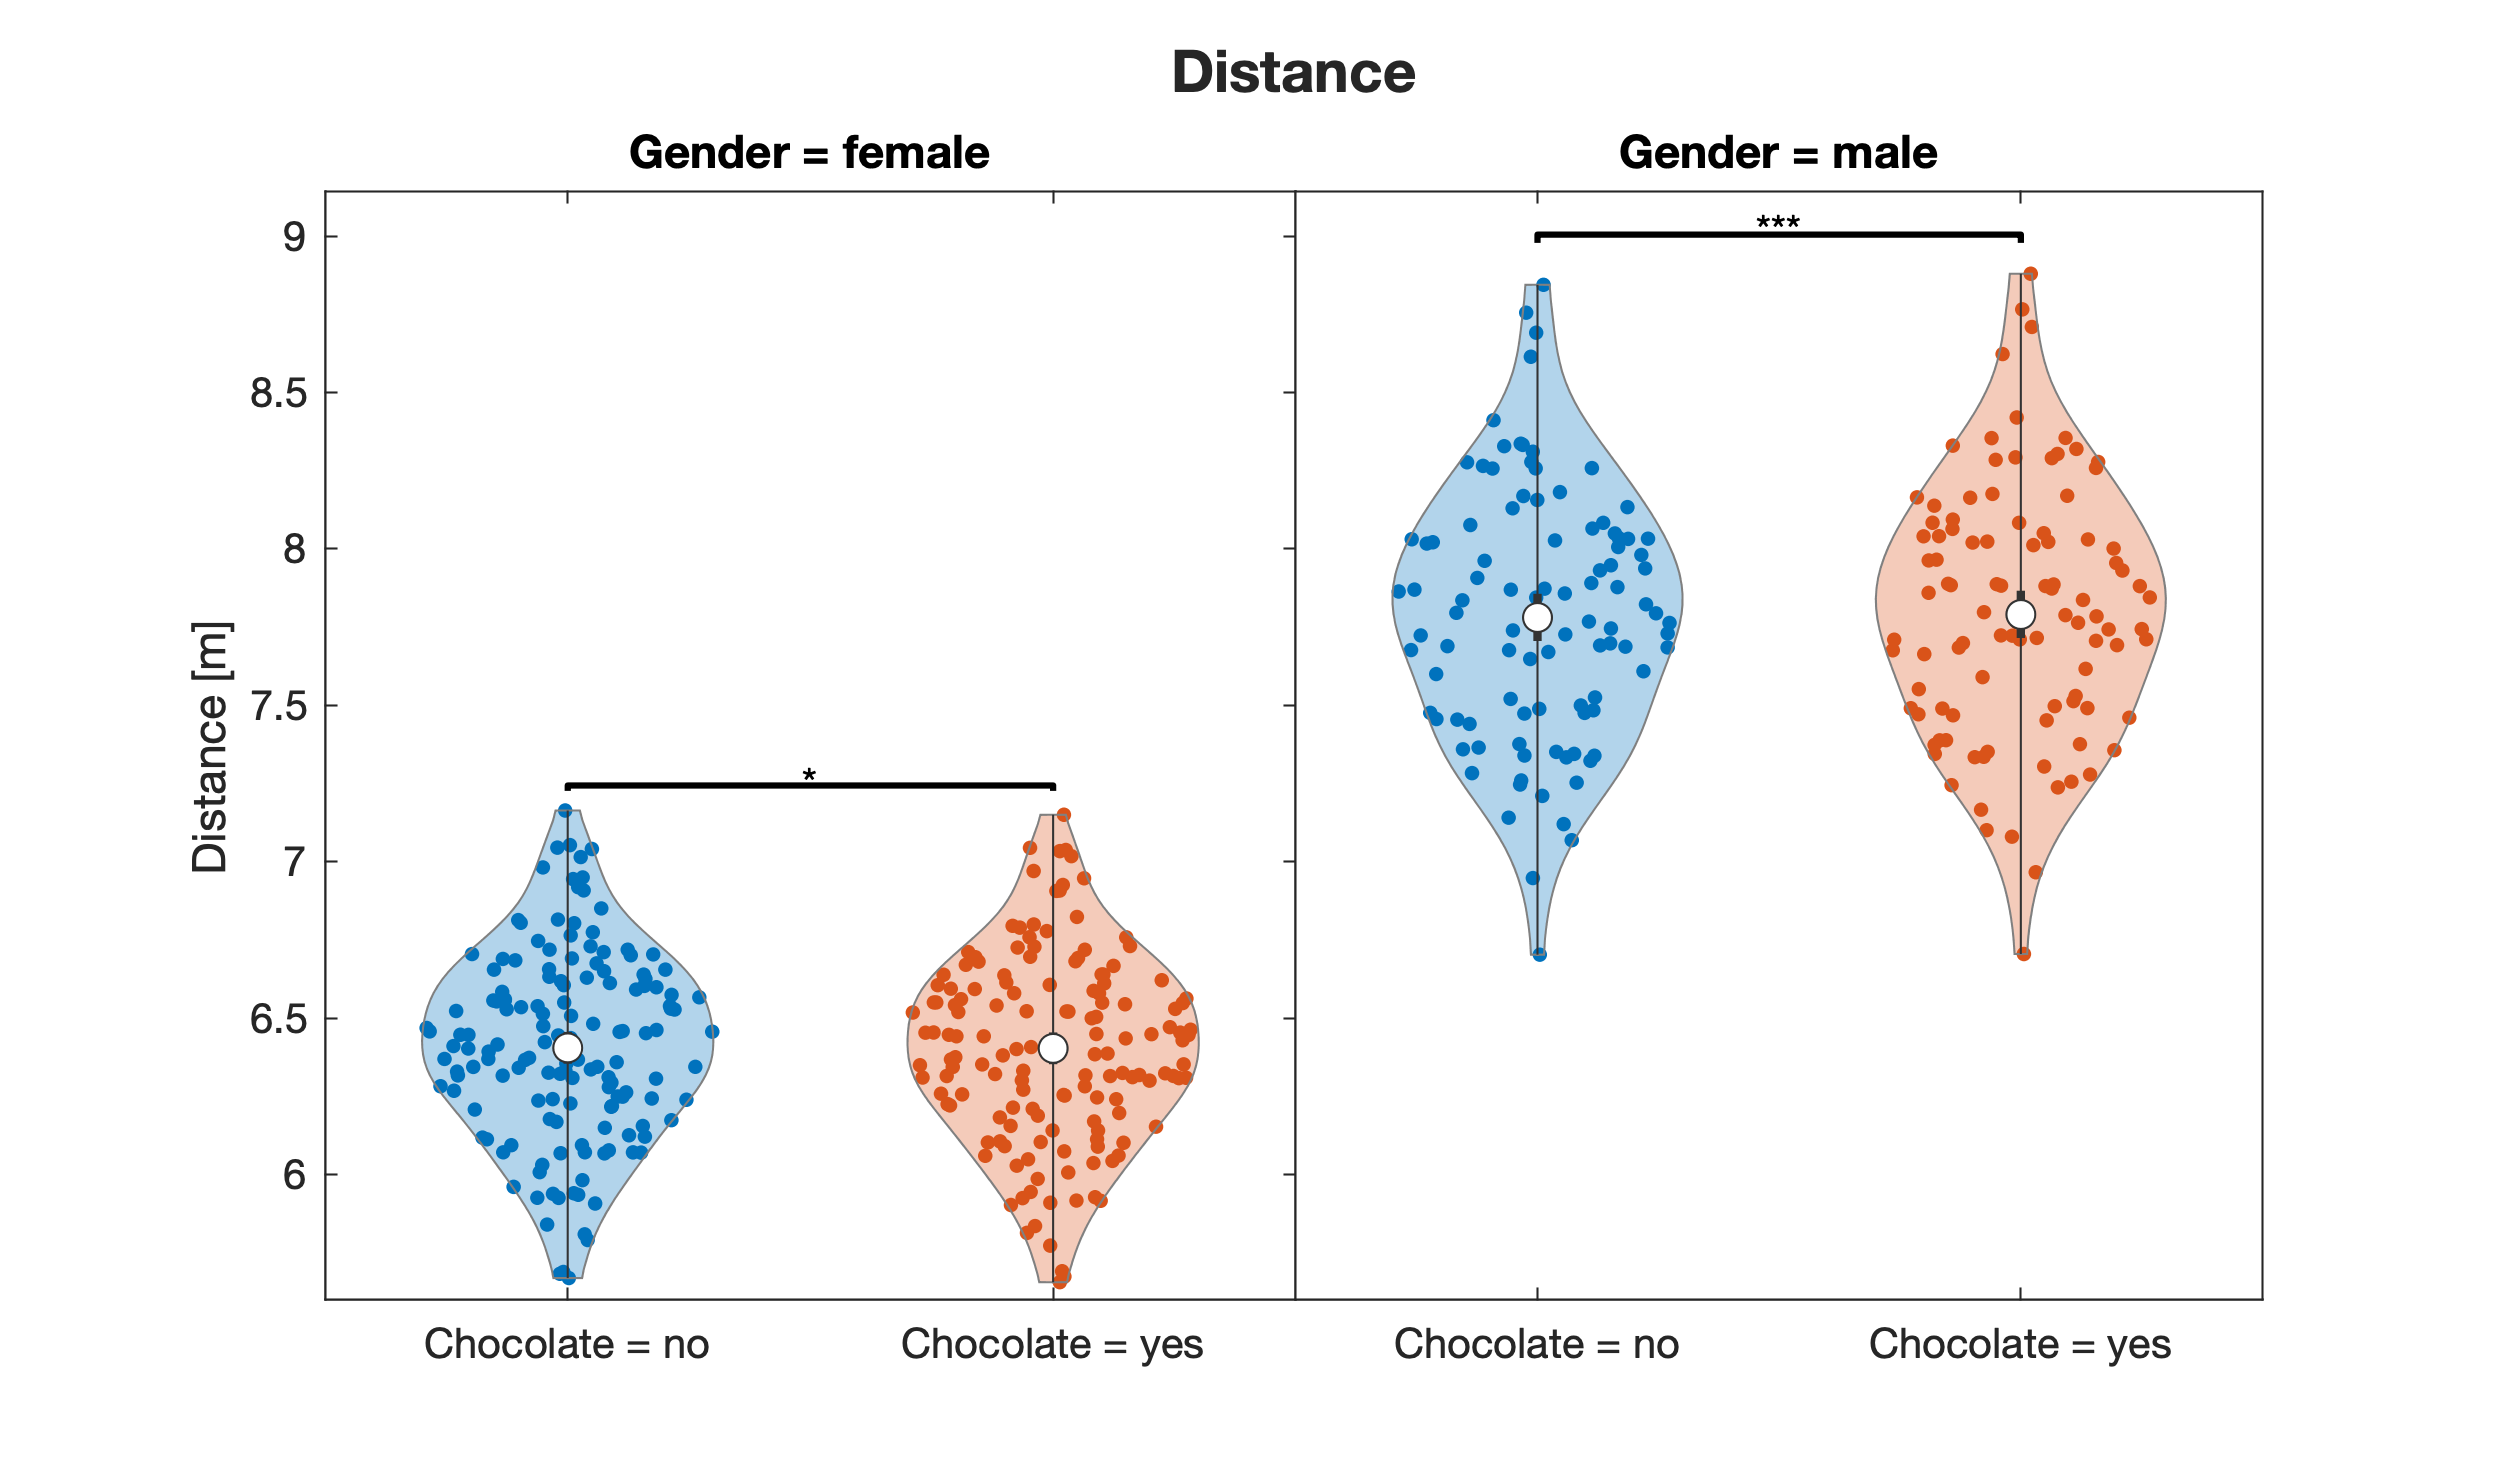 Distance
Gender = female
Gender = male
***
9
8.5
8
7.5
*
7
6.5
6
Distance [m]
Chocolate = no
Chocolate = yes
Chocolate = no
Chocolate = yes